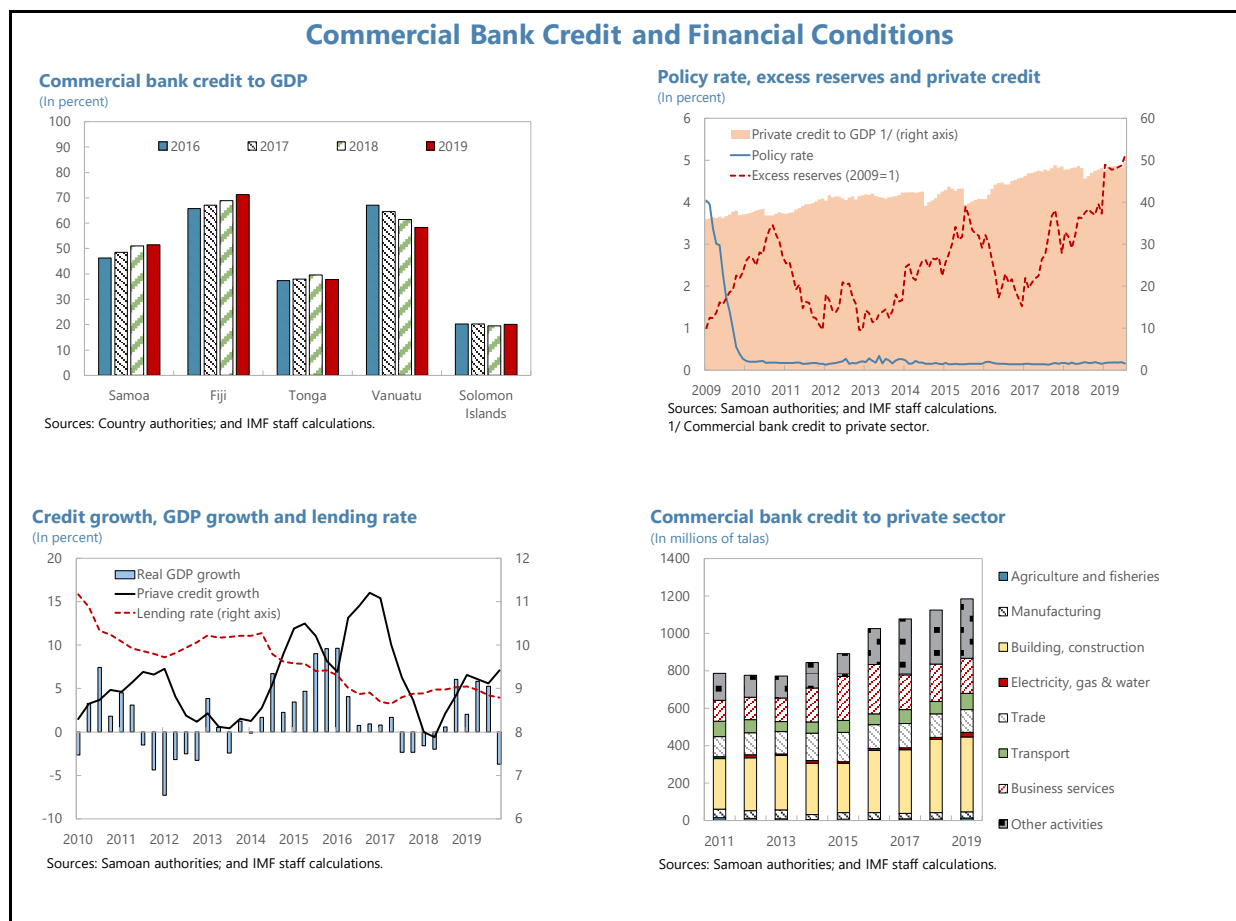 Commercial Bank Credit and Financial Conditions
Commercial bank credit to GDP
(In percent)
100
90
80
70
60
50
40
30
20
10
0
2016
2017
2018
2019
Samoa
Fiji
Tonga
Vanuatu
Solomon
Islands
Sources: Country authorities; and IMF staff calculations.
Policy rate, excess reserves and private credit
(In percent)
6
5
4
3
2
1
0
Private credit to GDP 1/ (right axis)
Policy rate
Excess reserves (2009=1)
60
50
40
30
20
10
0
2009 2010 2011 2012 2013 2014 2015 2016 2017 2018 2019
Sources: Samoan authorities; and IMF staff calculations.
1/ Commercial bank credit to private sector.
Credit growth, GDP growth and lending rate
(In percent)
20
15
10
5
0
-5
-10
Real GDP growth
Priave credit growth
Lending rate (right axis)
12
11
10
9
8
7
6
2010 2011 2012 2013 2014 2015 2016 2017 2018 2019
Sources: Samoan authorities; and IMF staff calculations.
Commercial bank credit to private sector
(In millions of talas)
1400
1200
1000
800
600
400
200
0
2011 2013 2015 2017 2019
Agriculture and fisheries
Manufacturing
Building, construction
Electricity, gas & water
Trade
Transport
Business services
Other activities
Sources: Samoan authorities; and IMF staff calculations.